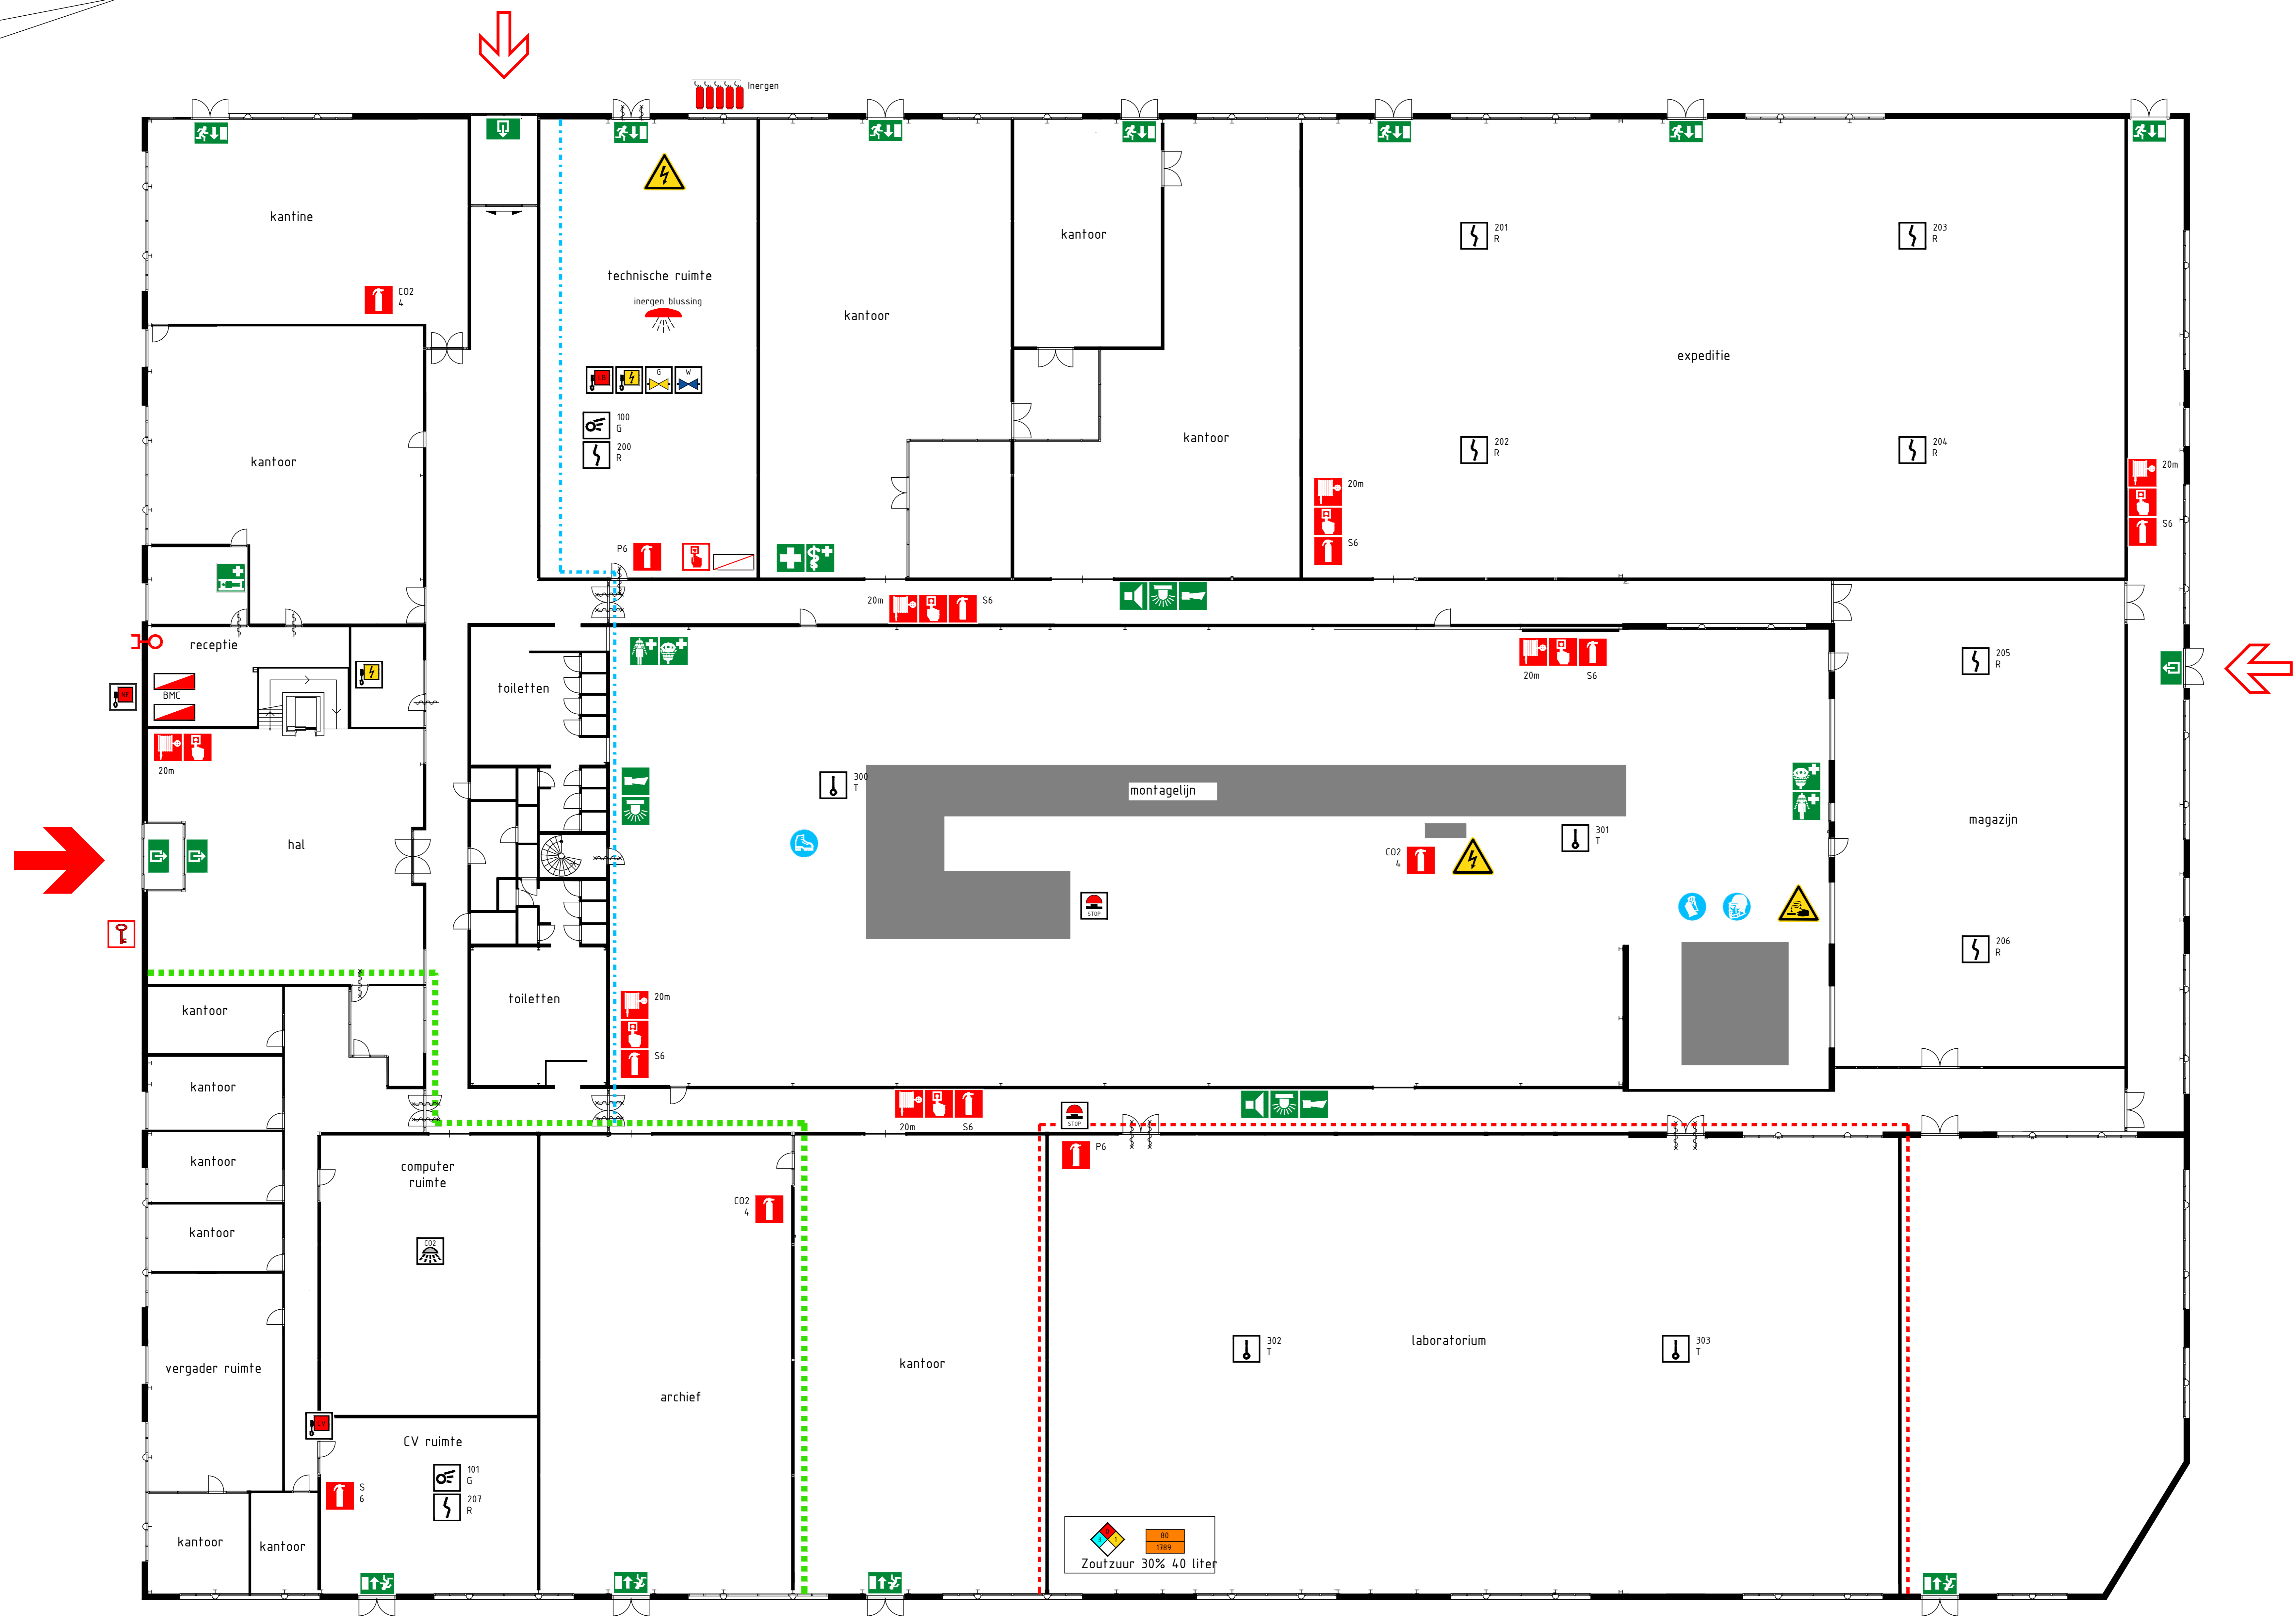 Inergen
kantine
CO2
4
technische ruimte
inergen blussing
G
W
100
G
200
R
P6
kantoor
kantoor
kantoor
201
R
203
R
expeditie
202
R
204
R
20m
S6
20m
S6
kantoor
20m
S6
receptie
BMC
20m
toiletten
hal
300
T
montagelijn
20m
S6
205
R
301
T
CO2
4
STOP
magazijn
206
R
toiletten
20m
S6
20m
S6
STOP
P6
kantoor
kantoor
kantoor
kantoor
vergader ruimte
kantoor
kantoor
computer
ruimte
CO2
CV ruimte
S
6
101
G
207
R
CO2
4
archief
kantoor
302
T
laboratorium
303
T
3
1
80
1789
Zoutzuur 30% 40 liter